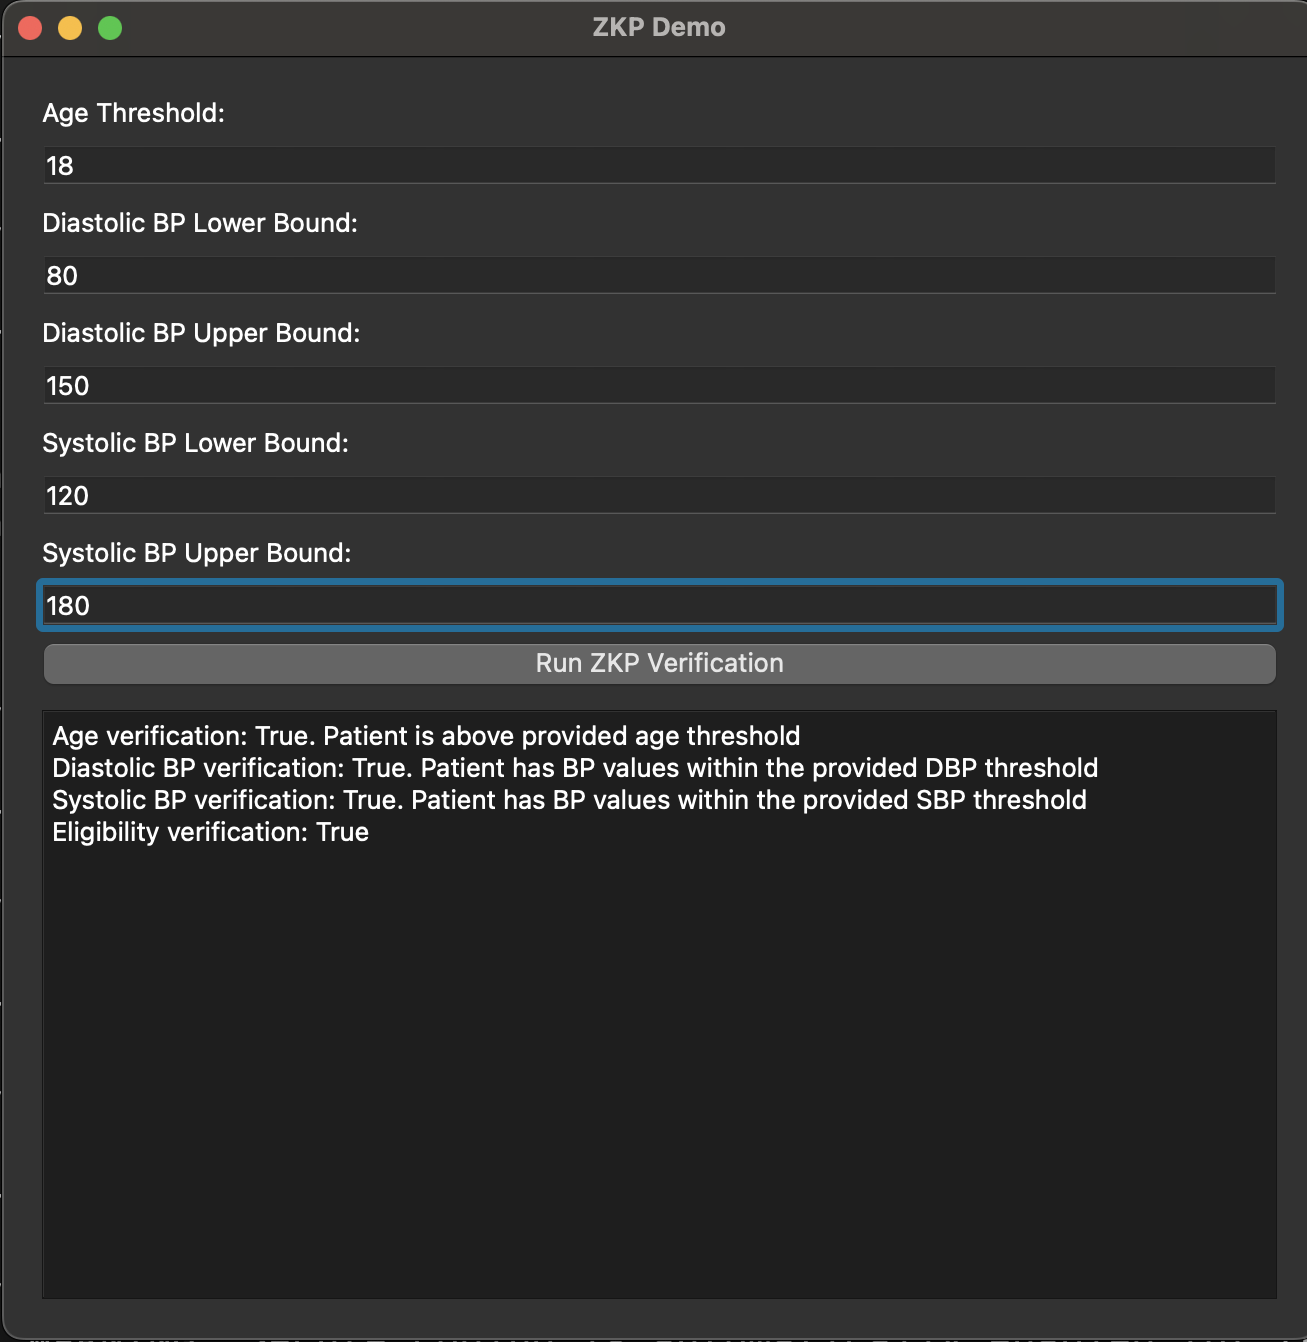 ZKP Demo
Age Threshold:
18
Diastolic BP Lower Bound:
80
Diastolic BP Upper Bound:
150
Systolic BP Lower Bound:
120
Systolic BP Upper Bound:
180
Run ZKP Verification
Age verification: True. Patient is above provided age threshold
Diastolic BP verification: True. Patient has BP values within the provided DBP threshold
Systolic BP verification: True. Patient has BP values within the provided SBP threshold
Eligibility verification: True